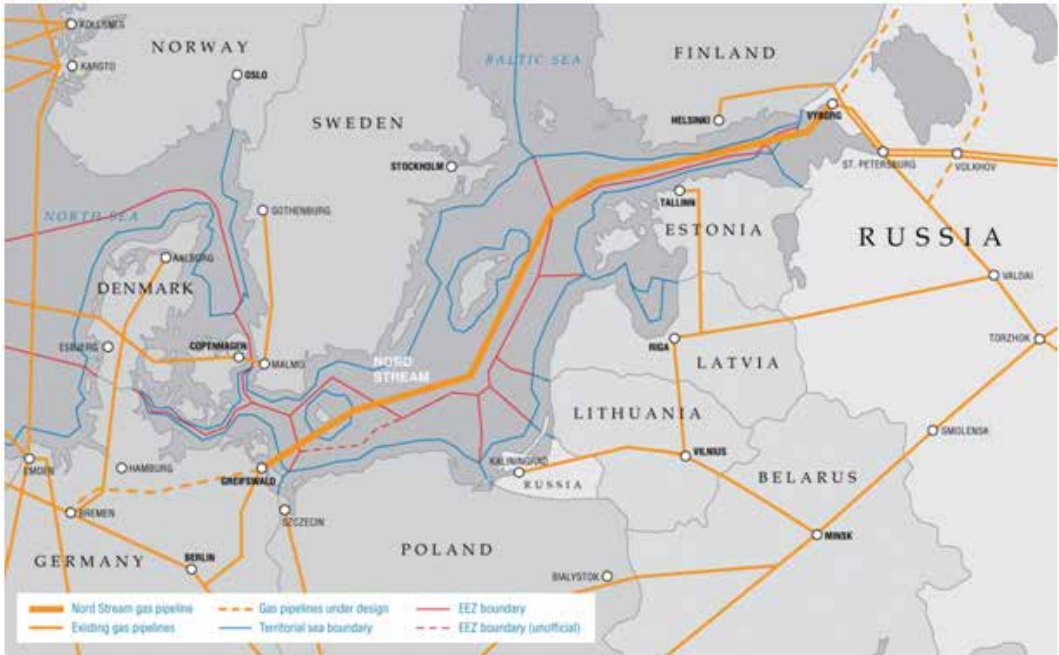 KOLLSNES
NORWAY
KARSTO
OSLO
BALTIC SEA
FINLAND
HELSINKI
VYBORG
SWEDEN
STOCKHOLM
ST. PETERSBURG
VOLKHOV
NORTH SEA
GOTHENBURG
TALLINN
ESTONIA
RUSSIA
AALBORG
DENMARK
VALDAI
ESBJERG
COPENHAGEN
MALMO
NORD
STREAM
RIGA
LATVIA
TORZHOK
LITHUANIA
SMOLENSK
EMDEN
HAMBURG
GREIFSWALD
KALININGRAD
RUSSIA
VILNIUS
BELARUS
BREMEN
SZCZECIN
MINSK
GERMANY
BERLIN
POLAND
BIALYSTOK
Nord Stream gas pipeline
Gas pipelines under design
EEZ boundary
Existing gas pipelines
Territorial sea boundary
EEZ boundary (unofficial)